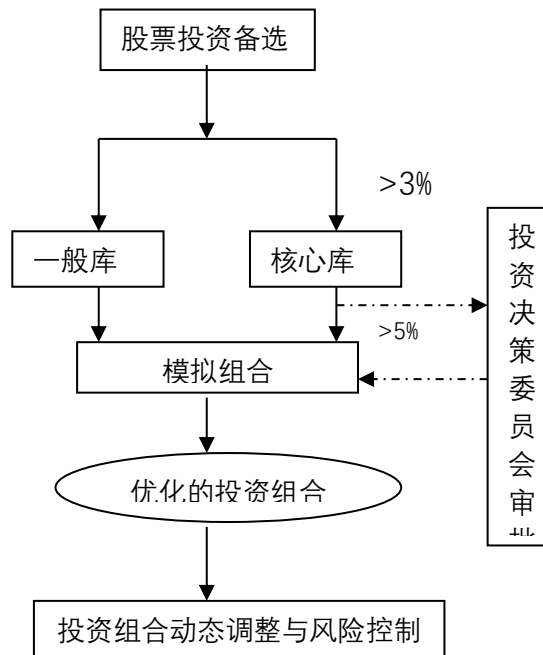 股票投资备选
>3%
一般库
核心库
>5%
模拟组合
优化的投资组合
投资组合动态调整与风险控制
投
资
决
策
委
员
会
审
批